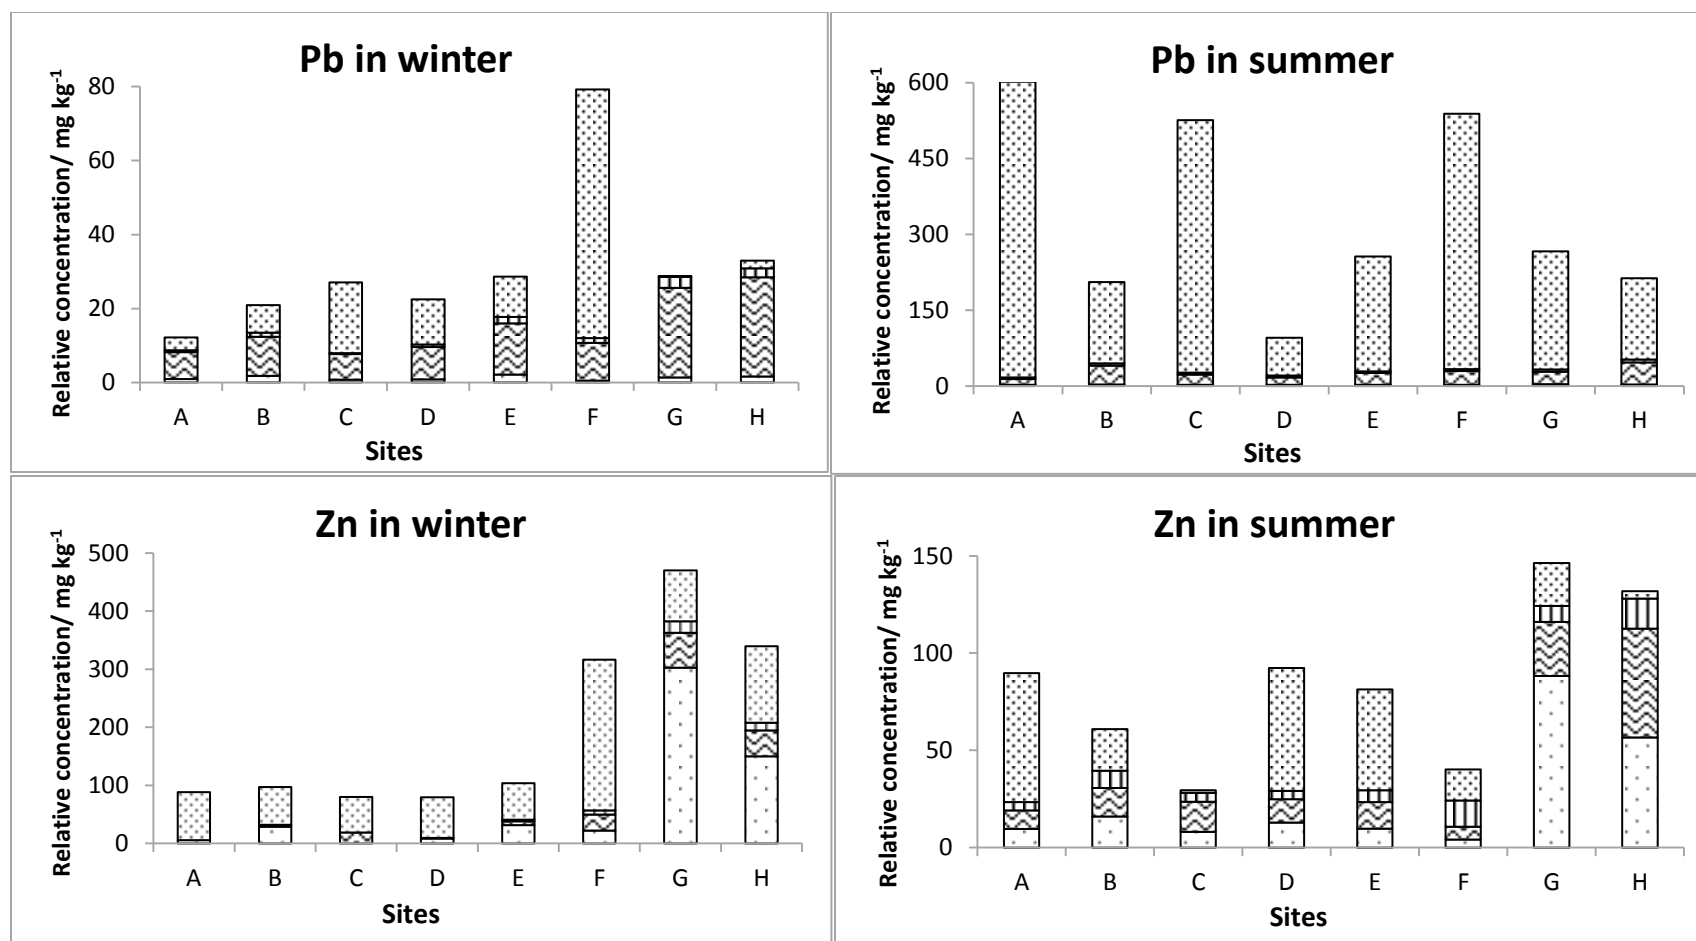 Pb in winter
Relative concentration/ mg kg⁻¹
80
60
40
20
0
A B C D E F G H
Sites
Pb in summer
Relative concentration/ mg kg⁻¹
600
450
300
150
0
A B C D E F G H
Sites
Zn in winter
Relative concentration/ mg kg⁻¹
500
400
300
200
100
0
A B C D E F G H
Sites
Zn in summer
Relative concentration/ mg kg⁻¹
150
100
50
0
A B C D E F G H
Sites